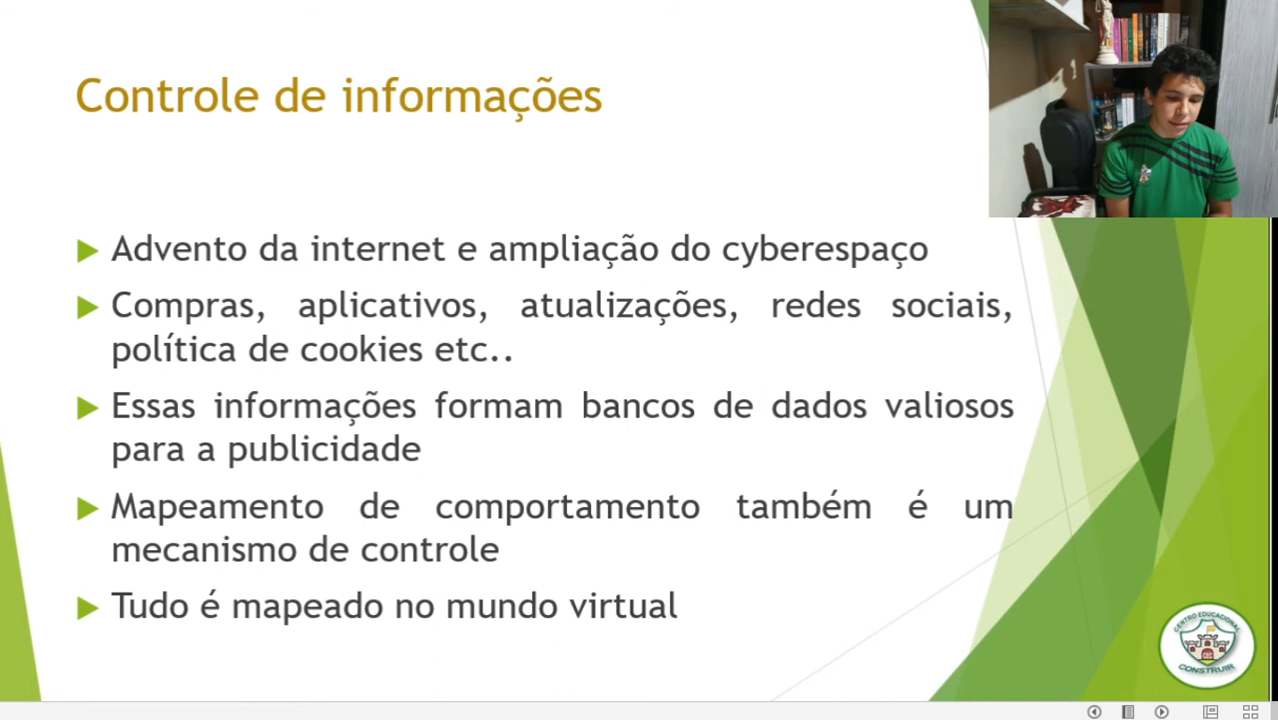 Controle de informações
Advento da internet e ampliação do cyberespaço
Compras, aplicativos, atualizações, redes sociais,
política de cookies etc..
Essas informações formam bancos de dados valiosos
para a publicidade
Mapeamento de comportamento também é um
mecanismo de controle
Tudo é mapeado no mundo virtual
CENTRO EDUCACIONAL
CONSTRUIR